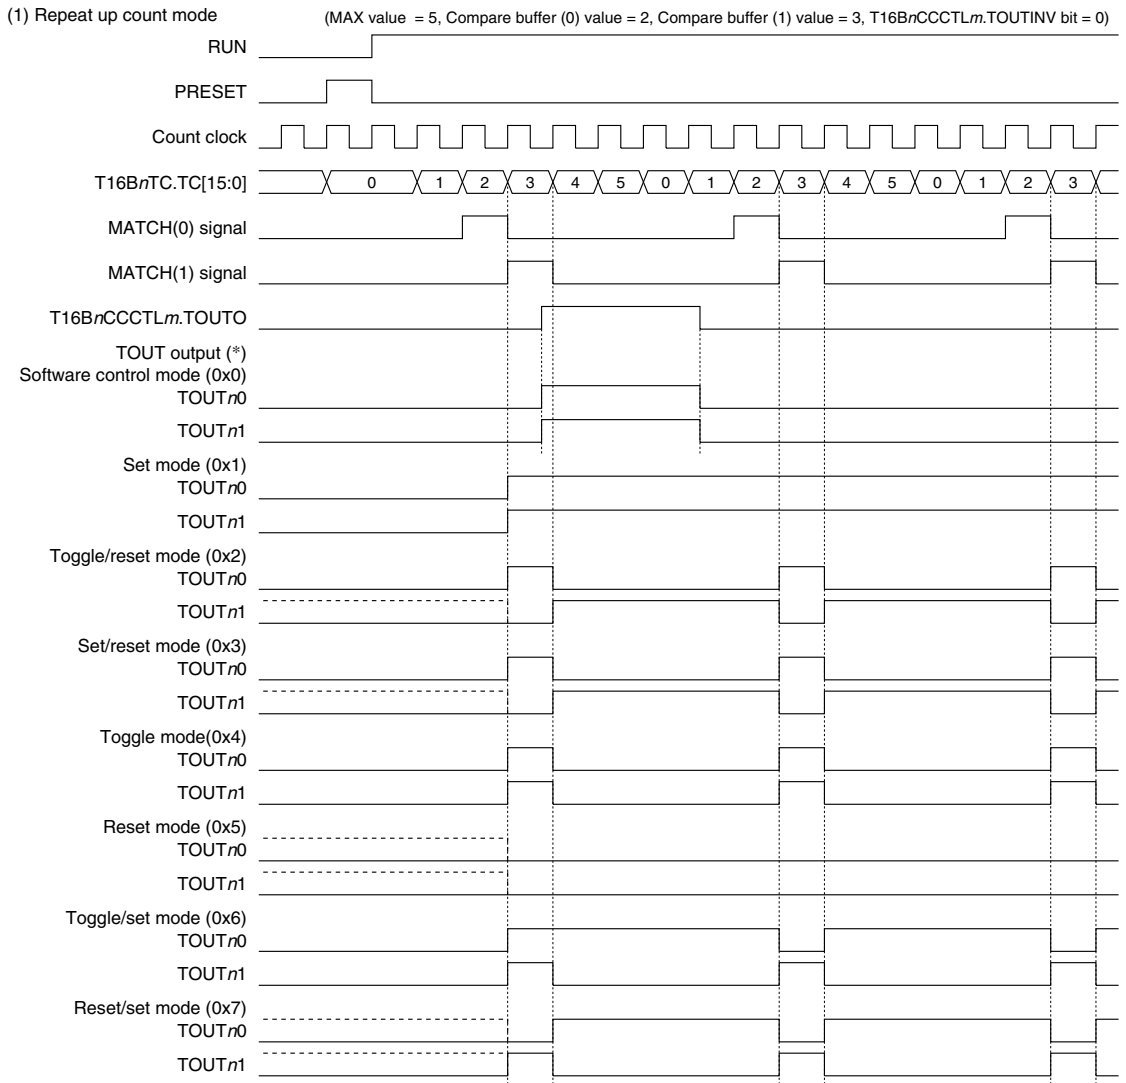 (1) Repeat up count mode (MAX value = 5, Compare buffer (0) value = 2, Compare buffer (1) value = 3, T16BnCCCTLm.TOUTINV bit = 0)
RUN
PRESET
Count clock
T16BnTC.TC[15:0] 0 1 2 3 4 5 0 1 2 3 4 5 0 1 2 3
MATCH(0) signal
MATCH(1) signal
T16BnCCCTLm.TOUTO
TOUT output (*)
Software control mode (0x0)
TOUTn0
TOUTn1
Set mode (0x1)
TOUTn0
TOUTn1
Toggle/reset mode (0x2)
TOUTn0
TOUTn1
Set/reset mode (0x3)
TOUTn0
TOUTn1
Toggle mode(0x4)
TOUTn0
TOUTn1
Reset mode (0x5)
TOUTn0
TOUTn1
Toggle/set mode (0x6)
TOUTn0
TOUTn1
Reset/set mode (0x7)
TOUTn0
TOUTn1